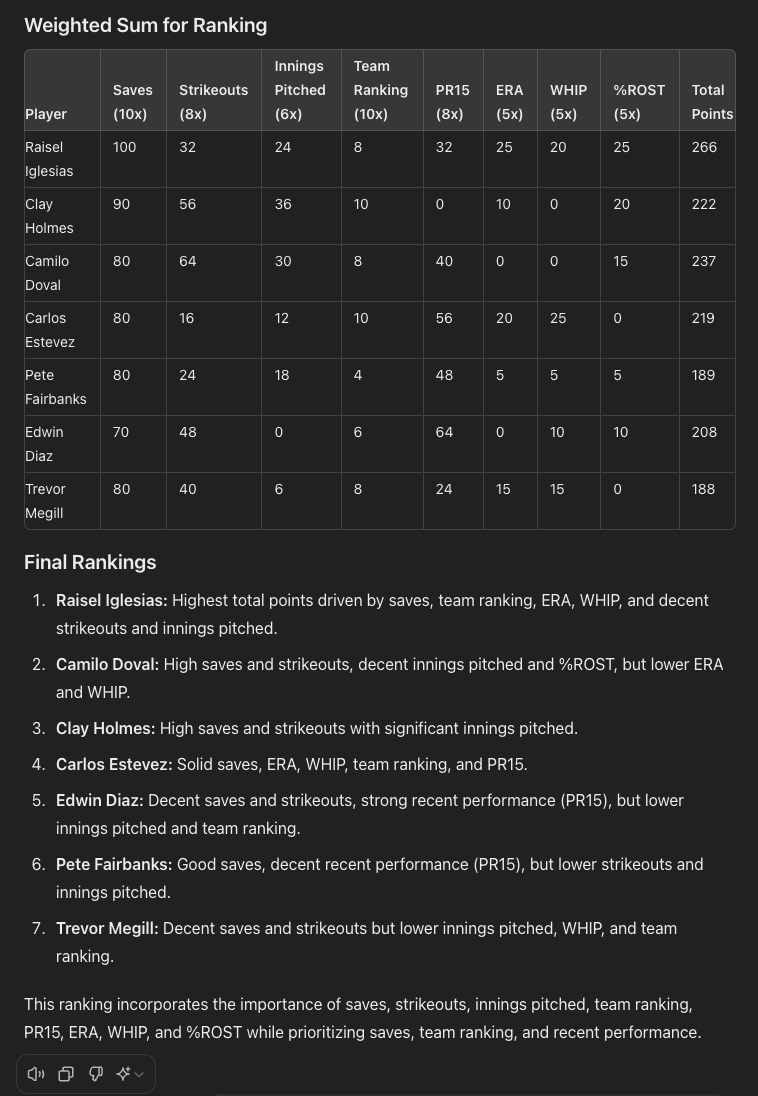 Weighted Sum for Ranking
Innings Team
Saves Strikeouts Pitched Ranking PR15 ERA WHIP %ROST Total
Player (10x) (8x) (6x) (10x) (8x) (5x) (5x) (5x) Points
Raisel 100 32 24 8 32 25 20 25 266
Iglesias
Clay 90 56 36 10 0 10 0 20 222
Holmes
Camilo 80 64 30 8 40 0 0 15 237
Doval
Carlos 80 16 12 10 56 20 25 0 219
Estevez
Pete 80 24 18 4 48 5 5 5 189
Fairbanks
Edwin 70 48 0 6 64 0 10 10 208
Diaz
Trevor 80 40 6 8 24 15 15 0 188
Megill
Final Rankings
1. Raisel Iglesias: Highest total points driven by saves, team ranking, ERA, WHIP, and decent
strikeouts and innings pitched.
2. Camilo Doval: High saves and strikeouts, decent innings pitched and %ROST, but lower ERA
and WHIP.
3. Clay Holmes: High saves and strikeouts with significant innings pitched.
4. Carlos Estevez: Solid saves, ERA, WHIP, team ranking, and PR15.
5. Edwin Diaz: Decent saves and strikeouts, strong recent performance (PR15), but lower
innings pitched and team ranking.
6. Pete Fairbanks: Good saves, decent recent performance (PR15), but lower strikeouts and
innings pitched.
7. Trevor Megill: Decent saves and strikeouts but lower innings pitched, WHIP, and team
ranking.
This ranking incorporates the importance of saves, strikeouts, innings pitched, team ranking,
PR15, ERA, WHIP, and %ROST while prioritizing saves, team ranking, and recent performance.